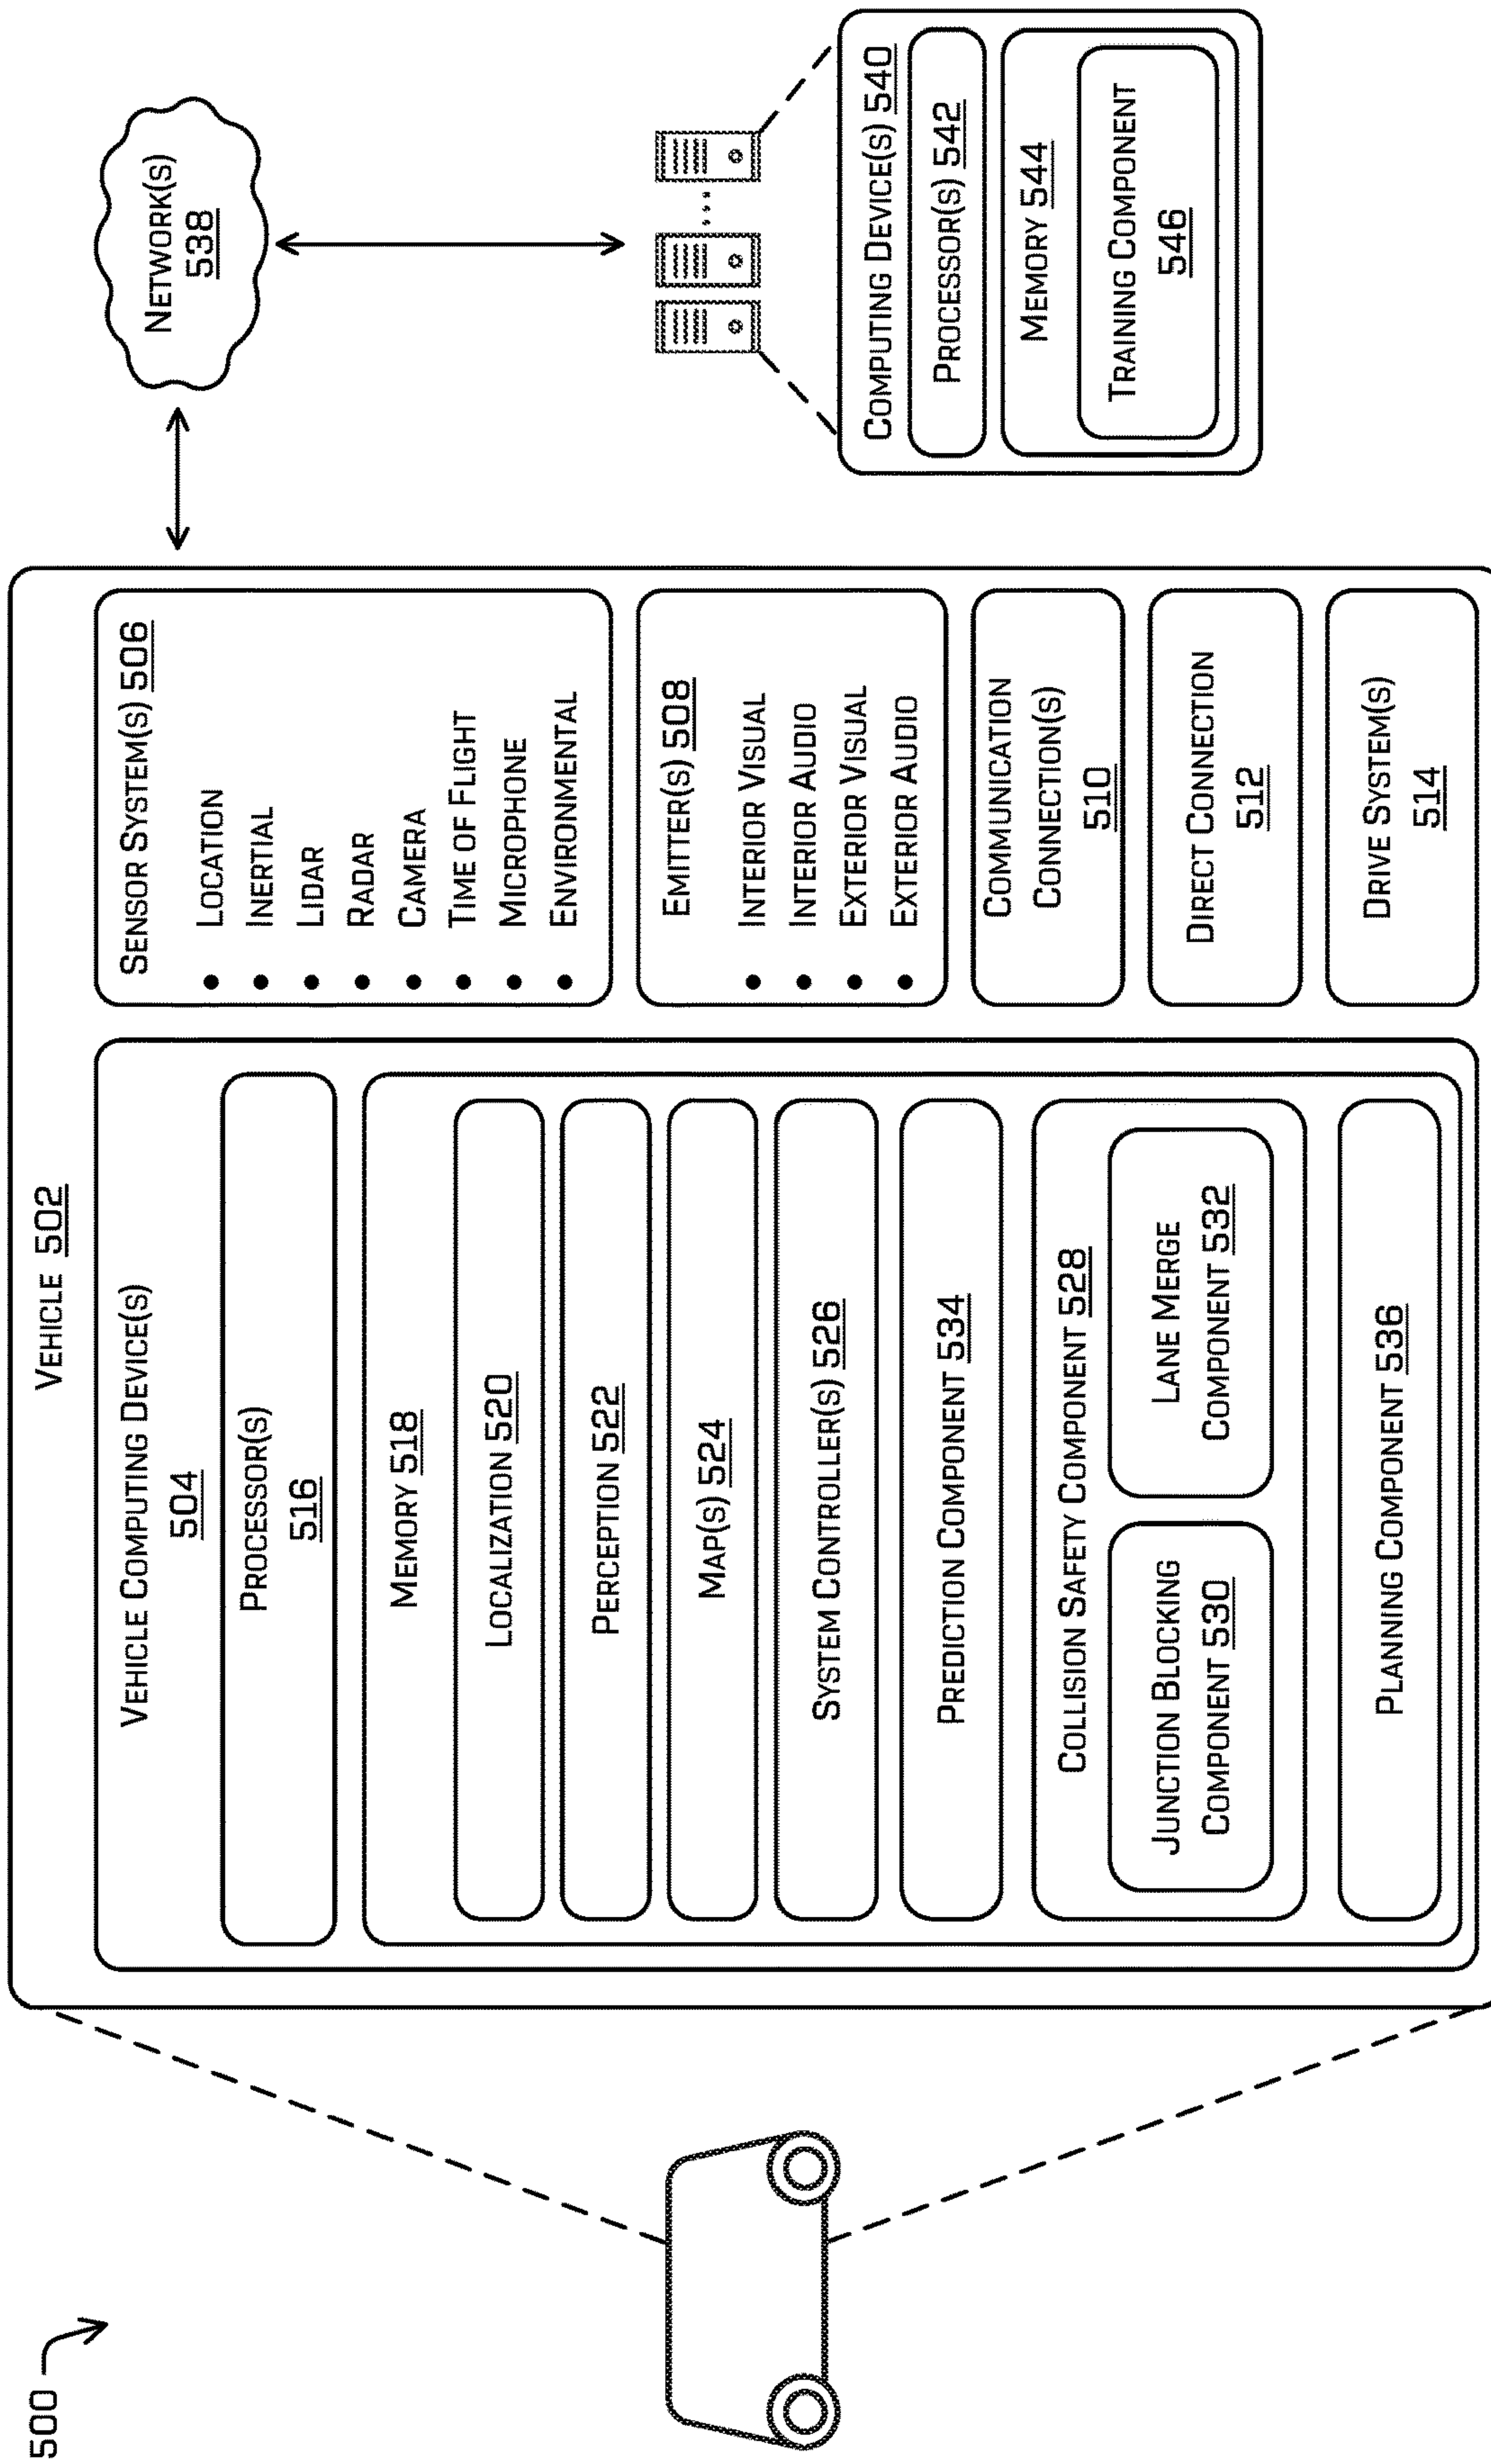 500
VEHICLE 502
VEHICLE COMPUTING DEVICE(S)
504
PROCESSOR(S)
516
MEMORY 518
LOCALIZATION 520
PERCEPTION 522
MAP(S) 524
SYSTEM CONTROLLER(S) 526
PREDICTION COMPONENT 534
COLLISION SAFETY COMPONENT 528
JUNCTION BLOCKING
COMPONENT 530
LANE MERGE
COMPONENT 532
PLANNING COMPONENT 536
SENSOR SYSTEM(S) 506
• LOCATION
• INERTIAL
• LIDAR
• RADAR
• CAMERA
• TIME OF FLIGHT
• MICROPHONE
• ENVIRONMENTAL
EMITTER(S) 508
• INTERIOR VISUAL
• INTERIOR AUDIO
• EXTERIOR VISUAL
• EXTERIOR AUDIO
COMMUNICATION
CONNECTION(S)
510
DIRECT CONNECTION
512
DRIVE SYSTEM(S)
514
NETWORK(S)
538
COMPUTING DEVICE(S) 540
PROCESSOR(S) 542
MEMORY 544
TRAINING COMPONENT
546